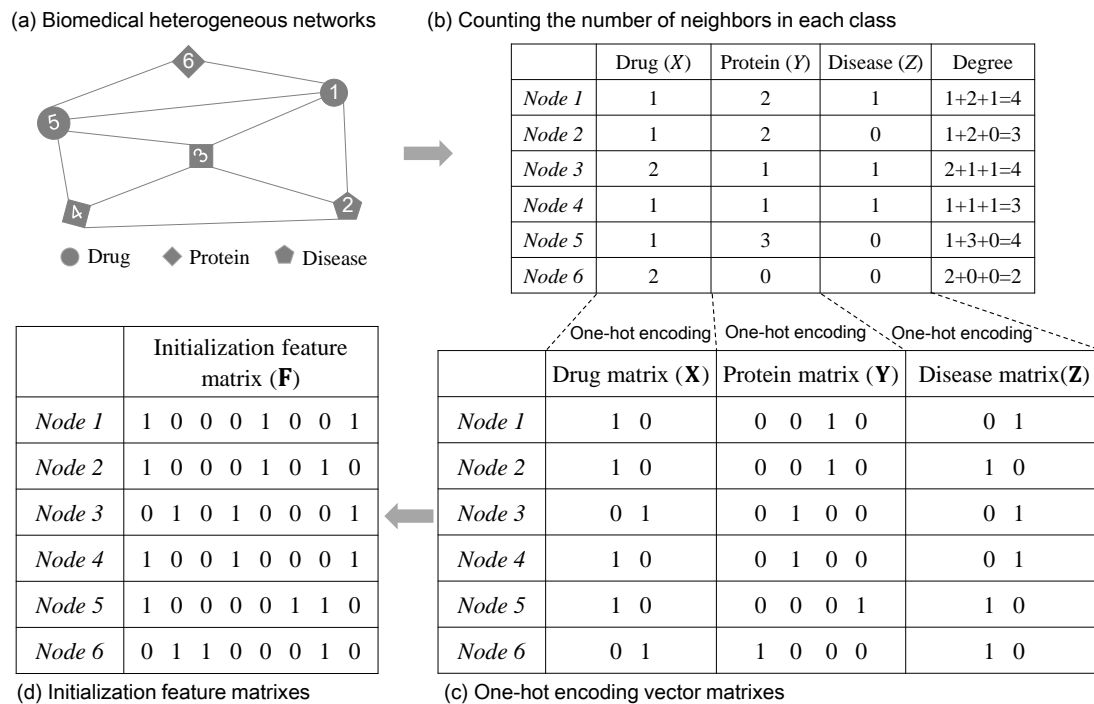 (a) Biomedical heterogeneous networks
6
1
5
3
4
2
Drug Protein Disease
(b) Counting the number of neighbors in each class
Drug (X) Protein (Y) Disease (Z) Degree
Node 1 1 2 1 1+2+1=4
Node 2 1 2 0 1+2+0=3
Node 3 2 1 1 2+1+1=4
Node 4 1 1 1 1+1+1=3
Node 5 1 3 0 1+3+0=4
Node 6 2 0 0 2+0+0=2
One-hot encoding One-hot encoding One-hot encoding
Drug matrix (X) Protein matrix (Y) Disease matrix(Z)
Node 1 1 0 0 0 1 0 0 1
Node 2 1 0 0 0 1 0 1 0
Node 3 0 1 0 1 0 0 0 1
Node 4 1 0 0 1 0 0 0 1
Node 5 1 0 0 0 0 1 1 0
Node 6 0 1 1 0 0 0 1 0
(c) One-hot encoding vector matrixes
Initialization feature
matrix (F)
Node 1 1 0 0 0 1 0 0 1
Node 2 1 0 0 0 1 0 1 0
Node 3 0 1 0 1 0 0 0 1
Node 4 1 0 0 1 0 0 0 1
Node 5 1 0 0 0 0 1 1 0
Node 6 0 1 1 0 0 0 1 0
(d) Initialization feature matrixes